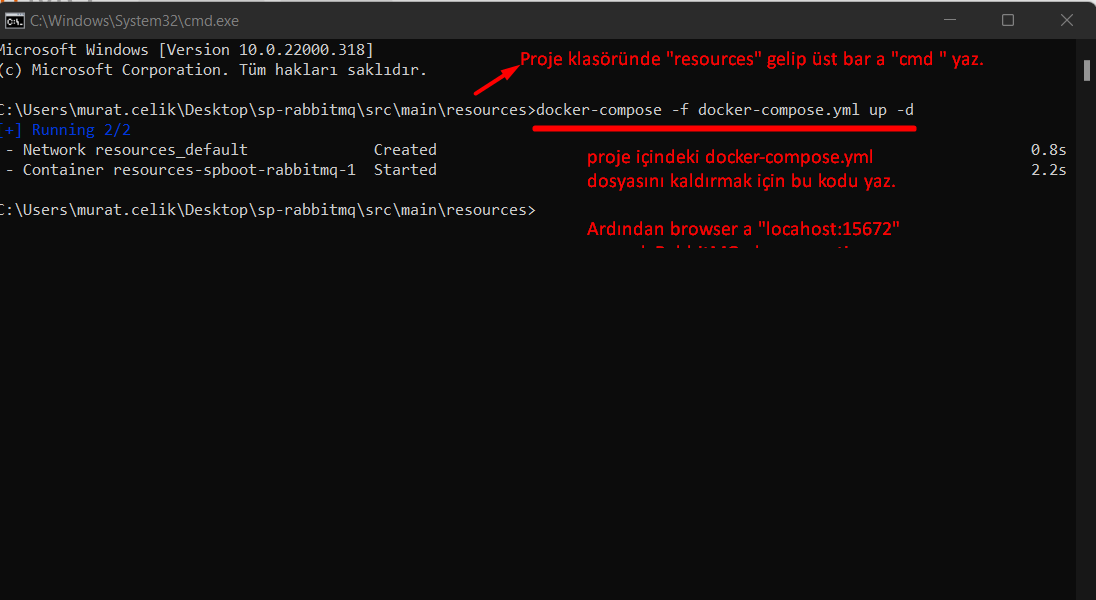 C:\Windows\System32\cmd.exe
Microsoft Windows [Version 10.0.22000.318]
(c) Microsoft Corporation. Tüm hakları saklıdır.
Proje klasöründe "resources" gelip üst bar a "cmd " yaz.
C:\Users\murat.celik\Desktop\sp-rabbitmq\src\main\resources>docker-compose -f docker-compose.yml up -d
[+] Running 2/2
- Network resources_default Created 0.8s
- Container resources-spboot-rabbitmq-1 Started 2.2s
proje içindeki docker-compose.yml
dosyasını kaldırmak için bu kodu yaz.
C:\Users\murat.celik\Desktop\sp-rabbitmq\src\main\resources>
Ardından browser a "locahost:15672"